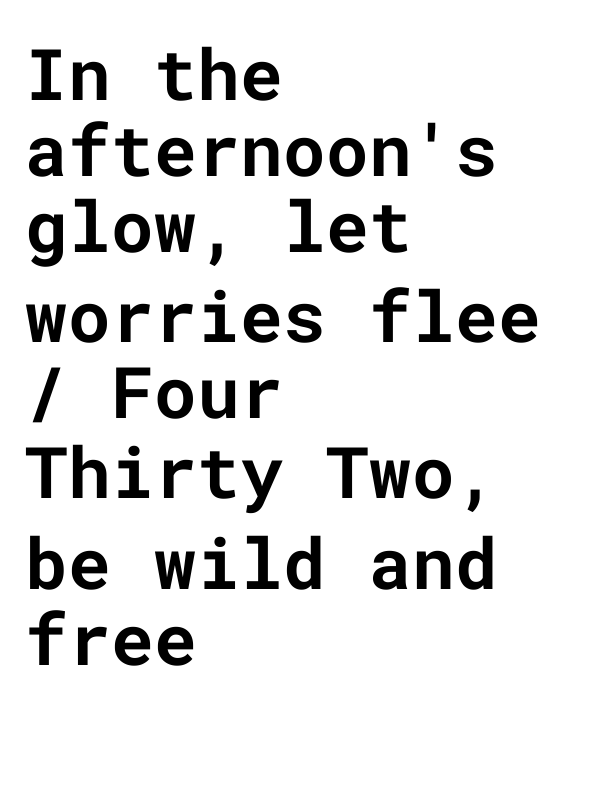 In the
afternoon's
glow, let
worries flee
/ Four
Thirty Two,
be wild and
free